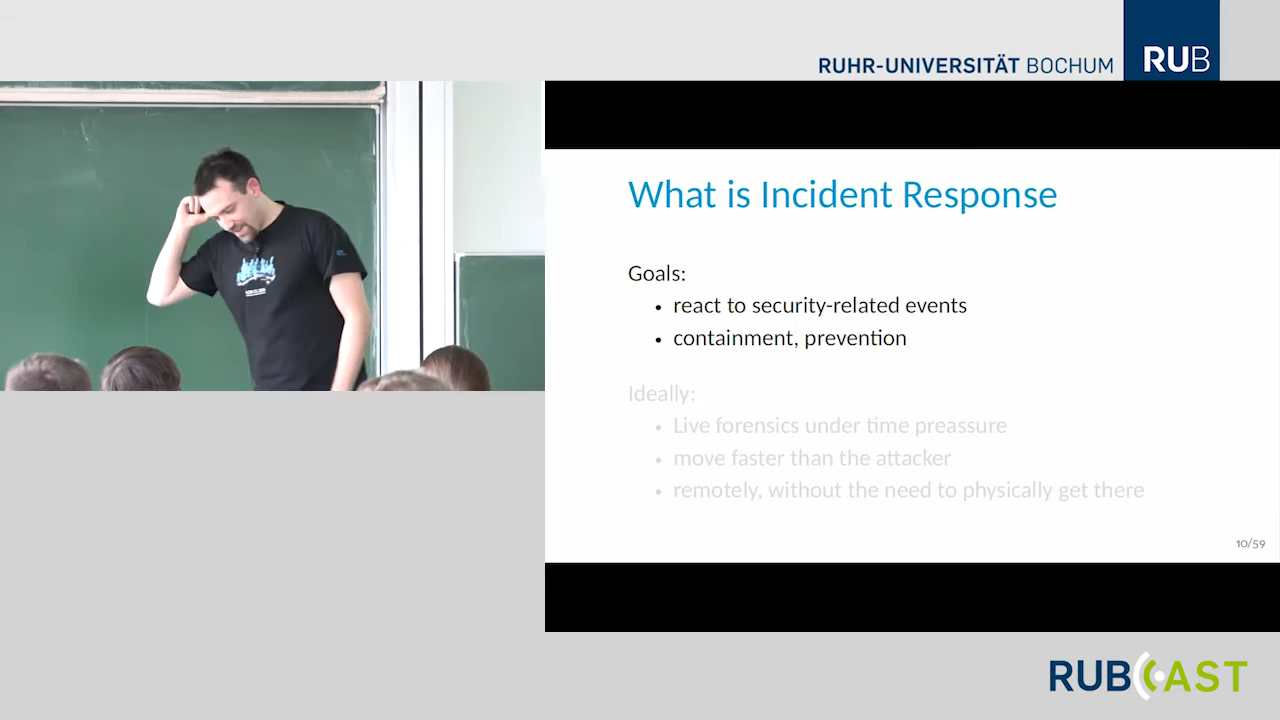 RUHR-UNIVERSITÄT BOCHUM
RUB
What is Incident Response
Goals:
• react to security-related events
• containment, prevention
Ideally:
• Live forensics under time preassure
• move faster than the attacker
• remotely, without the need to physically get there
10/59
RUBCAST